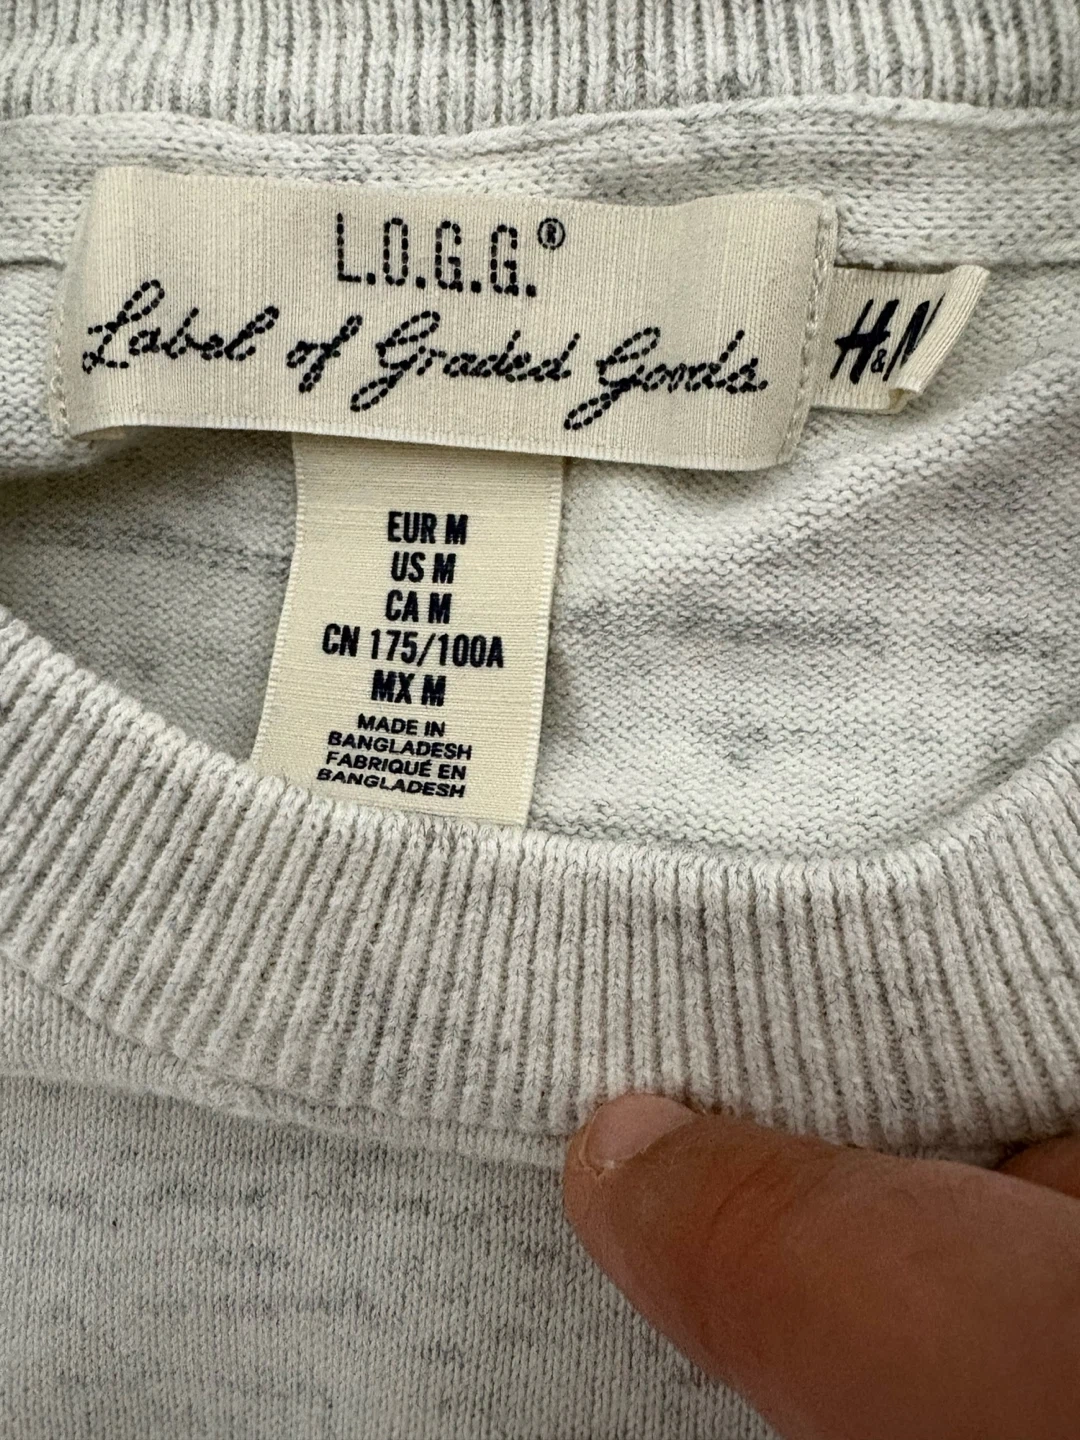 L.O.G.G.®
Label of Graded Goods
H&M
EUR M
US M
CA M
CN 175/100A
MX M
MADE IN
BANGLADESH
FABRIQUÉ EN
BANGLADESH